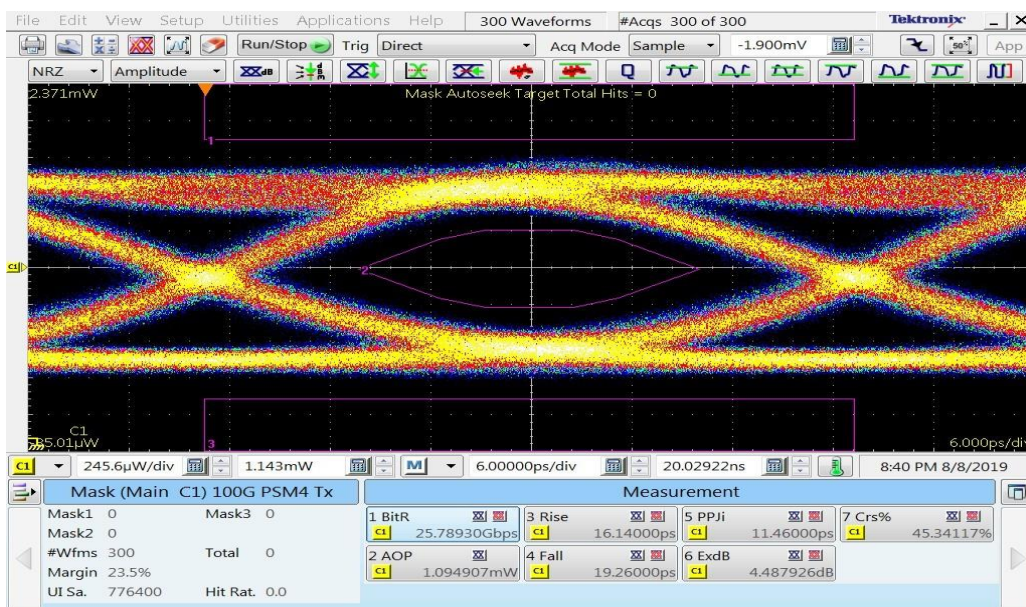 File Edit View Setup Utilities Applications Help 300 Waveforms #Acqs 300 of 300 Tektronix
Run/Stop Trig Direct Acq Mode Sample -1.900mV 50 App
NRZ Amplitude dB Q
2.371mW Mask Autoseek Target Total Hits = 0
1
2
C1
C1
35.01µW 3 6.000ps/div
C1 245.6µW/div 1.143mW M 6.00000ps/div 20.02922ns 8:40 PM 8/8/2019
Mask (Main C1) 100G PSM4 Tx Measurement
Mask1 0 Mask3 0
Mask2 0
#Wfms 300 Total 0
Margin 23.5%
UI Sa. 776400 Hit Rat. 0.0
1 BitR 3 Rise 5 PPJi 7 Crs%
C1 25.78930Gbps C1 16.14000ps C1 11.46000ps C1 45.34117%
2 AOP 4 Fall 6 ExdB
C1 1.094907mW C1 19.26000ps C1 4.487926dB